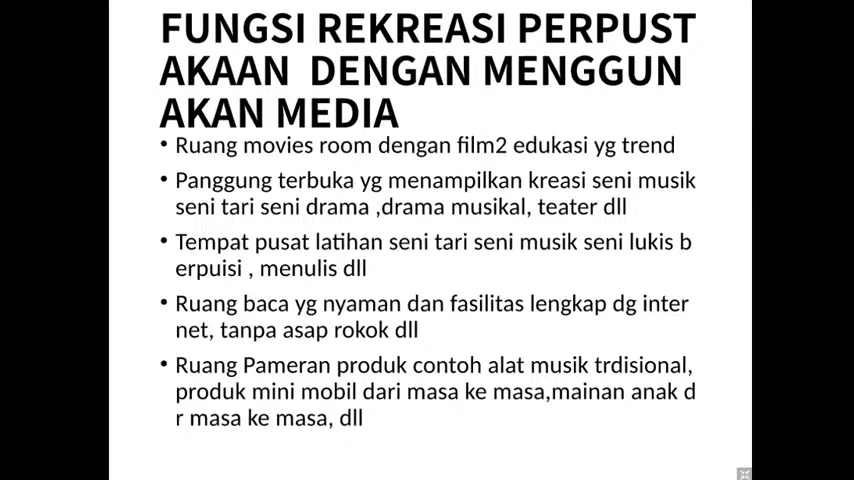 FUNGSI REKREASI PERPUST
AKAAN  DENGAN MENGGUN
AKAN MEDIA
• Ruang movies room dengan film2 edukasi yg trend
• Panggung terbuka yg menampilkan kreasi seni musik
seni tari seni drama ,drama musikal, teater dll
• Tempat pusat latihan seni tari seni musik seni lukis b
erpuisi , menulis dll
• Ruang baca yg nyaman dan fasilitas lengkap dg inter
net, tanpa asap rokok dll
• Ruang Pameran produk contoh alat musik trdisional,
produk mini mobil dari masa ke masa,mainan anak d
r masa ke masa, dll